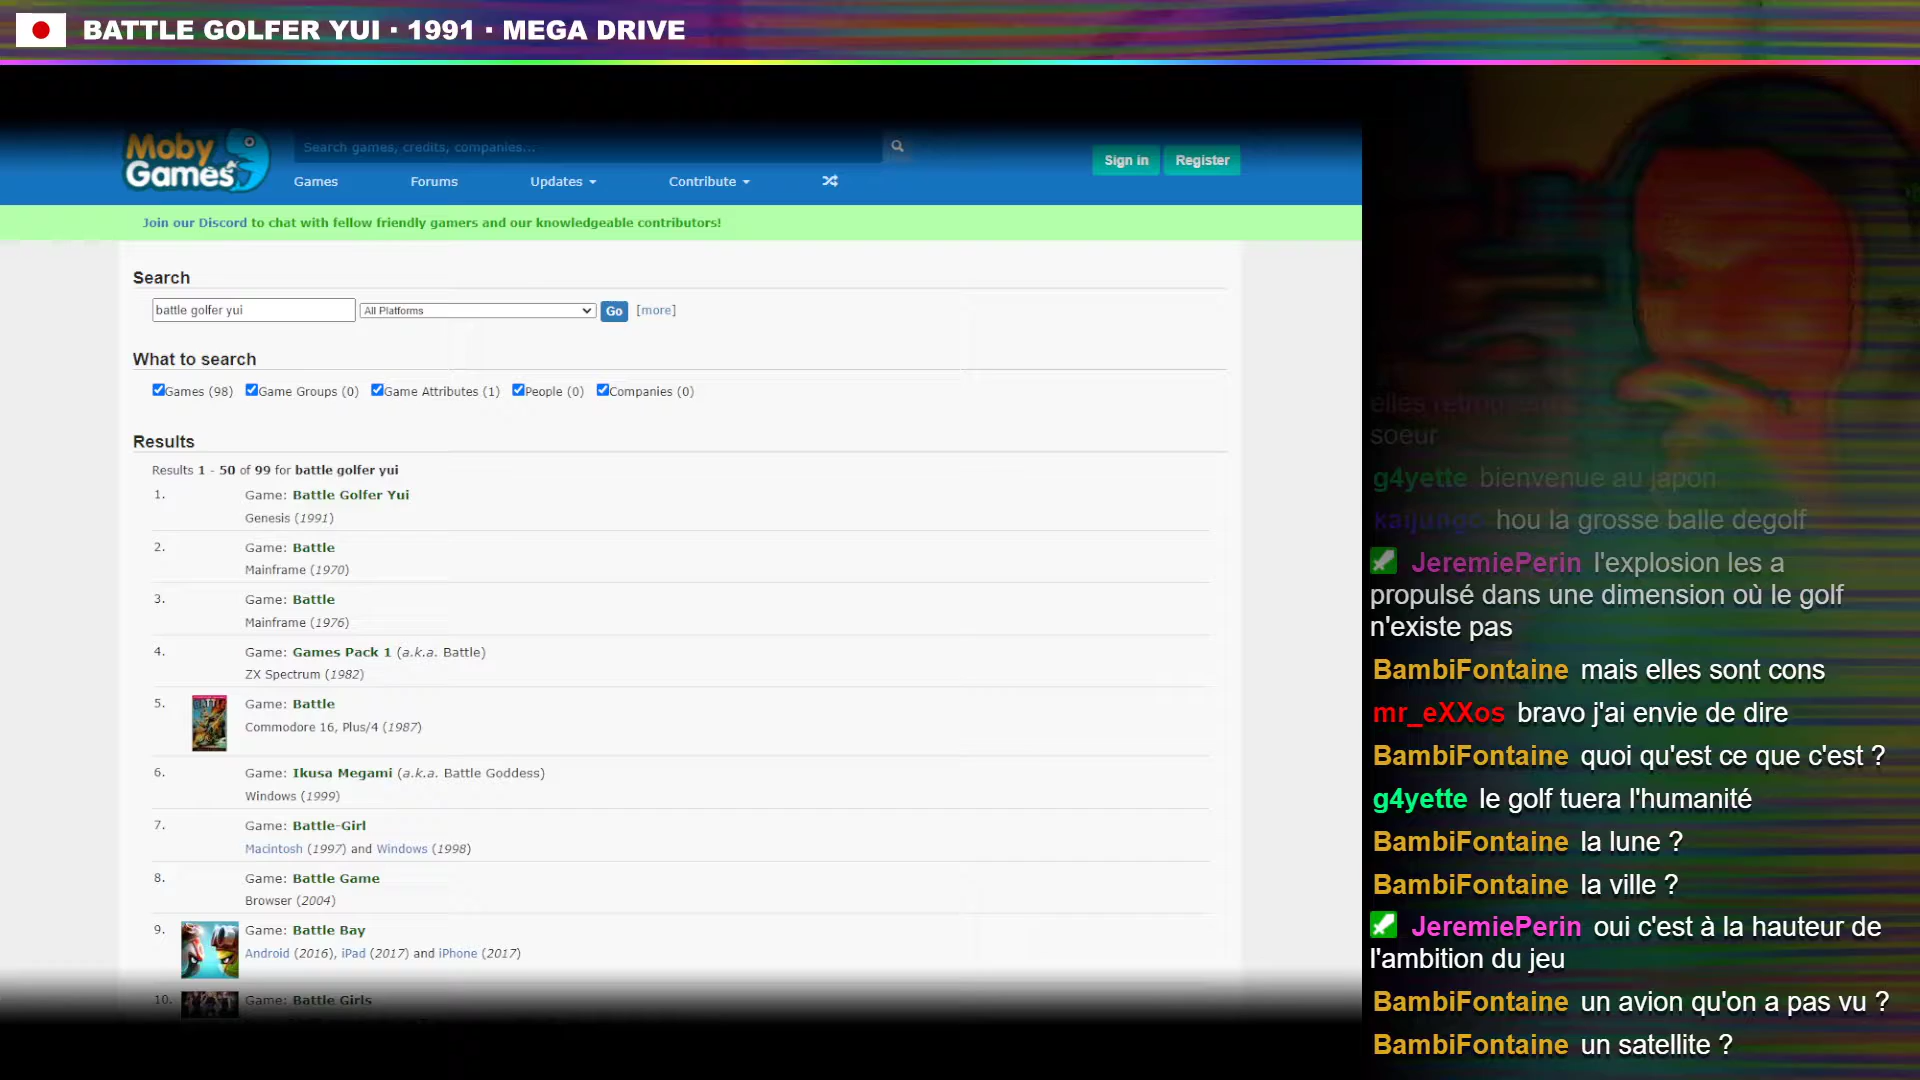 BATTLE GOLFER YUI · 1991 · MEGA DRIVE
Moby
Games
Search games, credits, companies...
Games
Forums
Updates
Contribute
Sign in
Register
Join our Discord to chat with fellow friendly gamers and our knowledgeable contributors!
Search
battle golfer yui
All Platforms
Go
[more]
What to search
Games (98)
Game Groups (0)
Game Attributes (1)
People (0)
Companies (0)
Results
Results 1 - 50 of 99 for battle golfer yui
1.
Game: Battle Golfer Yui
Genesis (1991)
2.
Game: Battle
Mainframe (1970)
3.
Game: Battle
Mainframe (1976)
4.
Game: Games Pack 1 (a.k.a. Battle)
ZX Spectrum (1982)
5.
BATTLE
Game: Battle
Commodore 16, Plus/4 (1987)
6.
Game: Ikusa Megami (a.k.a. Battle Goddess)
Windows (1999)
7.
Game: Battle-Girl
Macintosh (1997) and Windows (1998)
8.
Game: Battle Game
Browser (2004)
9.
Game: Battle Bay
Android (2016), iPad (2017) and iPhone (2017)
10.
Game: Battle Girls
elles
soeur
g4yette bienvenue au japon
kaijungo hou la grosse balle degolf
JeremiePerin l'explosion les a
propulsé dans une dimension où le golf
n'existe pas
BambiFontaine mais elles sont cons
mr_eXXos bravo j'ai envie de dire
BambiFontaine quoi qu'est ce que c'est ?
g4yette le golf tuera l'humanité
BambiFontaine la lune ?
BambiFontaine la ville ?
JeremiePerin oui c'est à la hauteur de
l'ambition du jeu
BambiFontaine un avion qu'on a pas vu ?
BambiFontaine un satellite ?